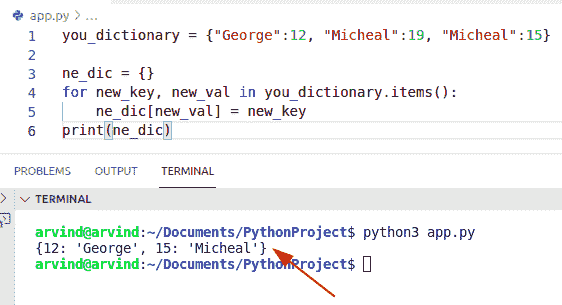 app.py > ...
1 you_dictionary = {"George":12, "Micheal":19, "Micheal":15}
2
3 ne_dic = {}
4 for new_key, new_val in you_dictionary.items():
5     ne_dic[new_val] = new_key
6 print(ne_dic)
PROBLEMS OUTPUT TERMINAL
TERMINAL
arvind@arvind:~/Documents/PythonProject$ python3 app.py
{12: 'George', 15: 'Micheal'}
arvind@arvind:~/Documents/PythonProject$